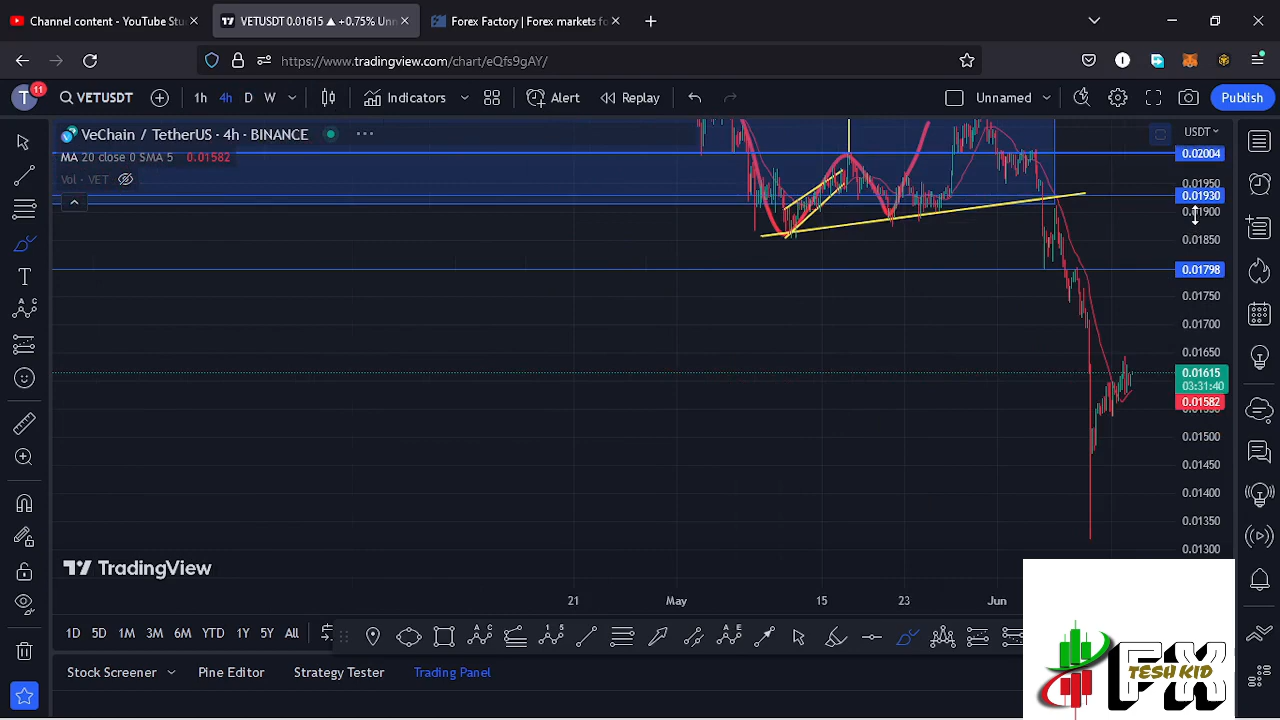 Channel content - YouTube Stu
VETUSDT 0.01615 ▲ +0.75% Unn
Forex Factory | Forex markets fo
https://www.tradingview.com/chart/eQfs9gAY/
T 11 VETUSDT 1h 4h D W Indicators Alert Replay Unnamed Publish
VeChain / TetherUS · 4h · BINANCE
USDT
MA 20 close 0 SMA 5 0.01582
Vol · VET
0.02004
0.01950
0.01930
0.01900
0.01850
0.01798
0.01750
0.01700
0.01650
0.01615
03:31:40
0.01582
0.01500
0.01450
0.01400
0.01350
0.01300
TradingView
21 May 15 23 Jun
1D 5D 1M 3M 6M YTD 1Y 5Y All
Stock Screener Pine Editor Strategy Tester Trading Panel
FX
TESH KID